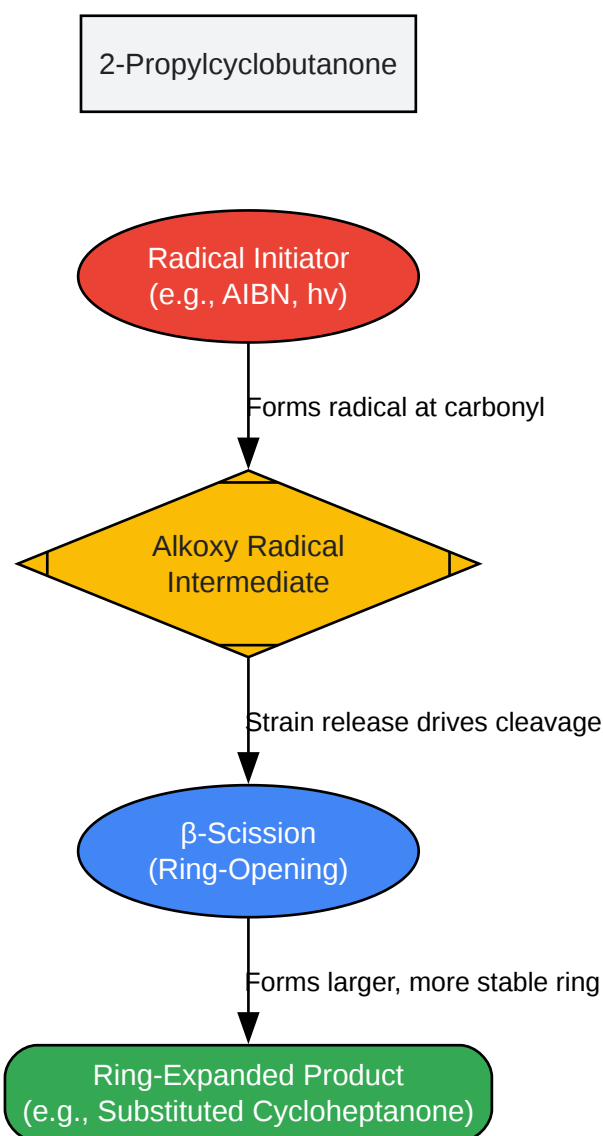 2-Propylcyclobutanone
Radical Initiator
(e.g., AIBN, hv)
Forms radical at carbonyl
Alkoxy Radical
Intermediate
Strain release drives cleavage
β-Scission
(Ring-Opening)
Forms larger, more stable ring
Ring-Expanded Product
(e.g., Substituted Cycloheptanone)